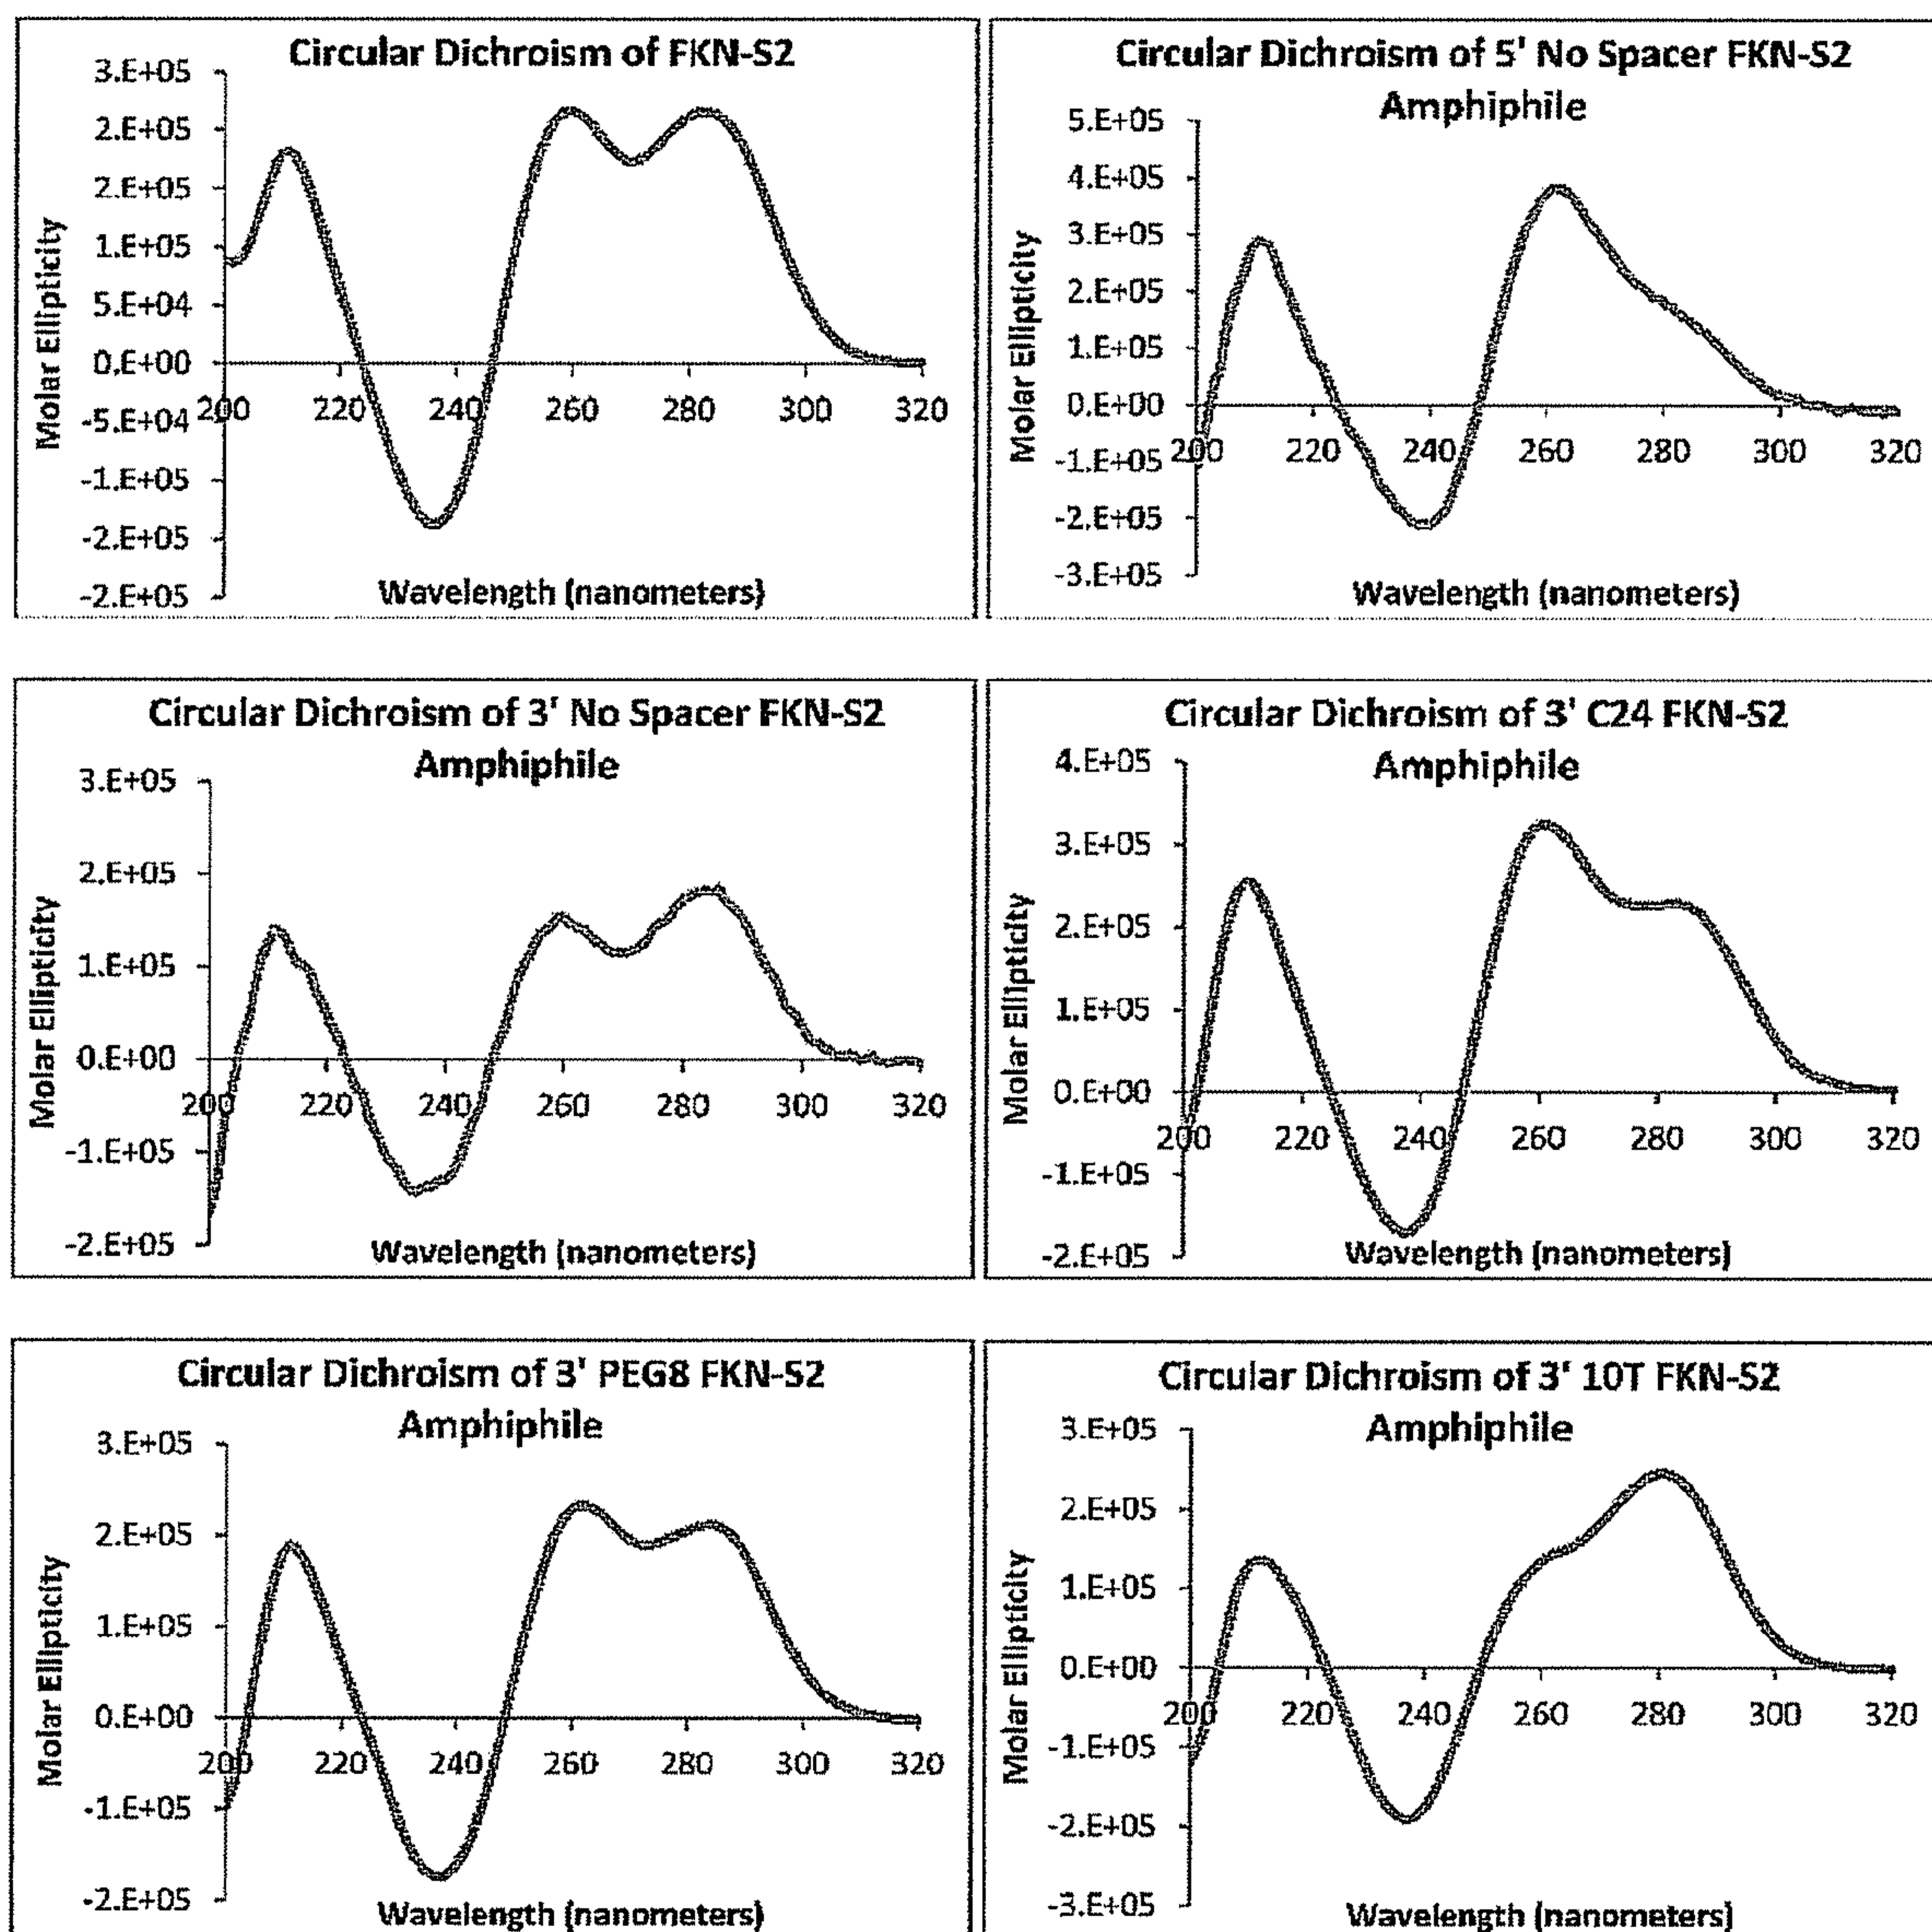 Circular Dichroism of FKN-S2
3.E+05
2.E+05
2.E+05
1.E+05
5.E+04
0.E+00
-5.E+04
-1.E+05
-2.E+05
-2.E+05
Molar Ellipticity
200 220 240 260 280 300 320
Wavelength (nanometers)
Circular Dichroism of 5' No Spacer FKN-S2
Amphiphile
5.E+05
4.E+05
3.E+05
2.E+05
1.E+05
0.E+00
-1.E+05
-2.E+05
-3.E+05
Molar Ellipticity
200 220 240 260 280 300 320
Wavelength (nanometers)
Circular Dichroism of 3' No Spacer FKN-S2
Amphiphile
3.E+05
2.E+05
1.E+05
0.E+00
-1.E+05
-2.E+05
Molar Ellipticity
200 220 240 260 280 300 320
Wavelength (nanometers)
Circular Dichroism of 3' C24 FKN-S2
Amphiphile
4.E+05
3.E+05
2.E+05
1.E+05
0.E+00
-1.E+05
-2.E+05
Molar Ellipticity
200 220 240 260 280 300 320
Wavelength (nanometers)
Circular Dichroism of 3' PEG8 FKN-S2
Amphiphile
3.E+05
2.E+05
1.E+05
0.E+00
-1.E+05
-2.E+05
Molar Ellipticity
200 220 240 260 280 300 320
Wavelength (nanometers)
Circular Dichroism of 3' 10T FKN-S2
Amphiphile
3.E+05
2.E+05
1.E+05
0.E+00
-1.E+05
-2.E+05
-3.E+05
Molar Ellipticity
200 220 240 260 280 300 320
Wavelength (nanometers)